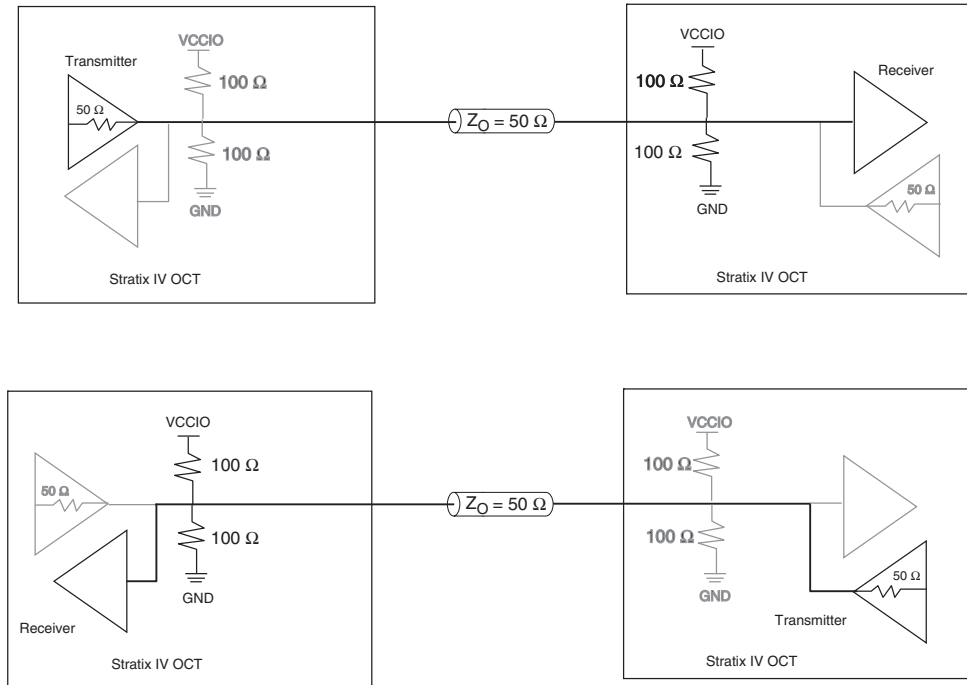 VCCIO
Transmitter
100 Ω
50 Ω
100 Ω
GND
Stratix IV OCT
Z_O = 50 Ω
VCCIO
100 Ω
Receiver
100 Ω
50 Ω
GND
Stratix IV OCT
VCCIO
100 Ω
50 Ω
100 Ω
GND
Receiver
Stratix IV OCT
Z_O = 50 Ω
VCCIO
100 Ω
100 Ω
50 Ω
GND
Transmitter
Stratix IV OCT